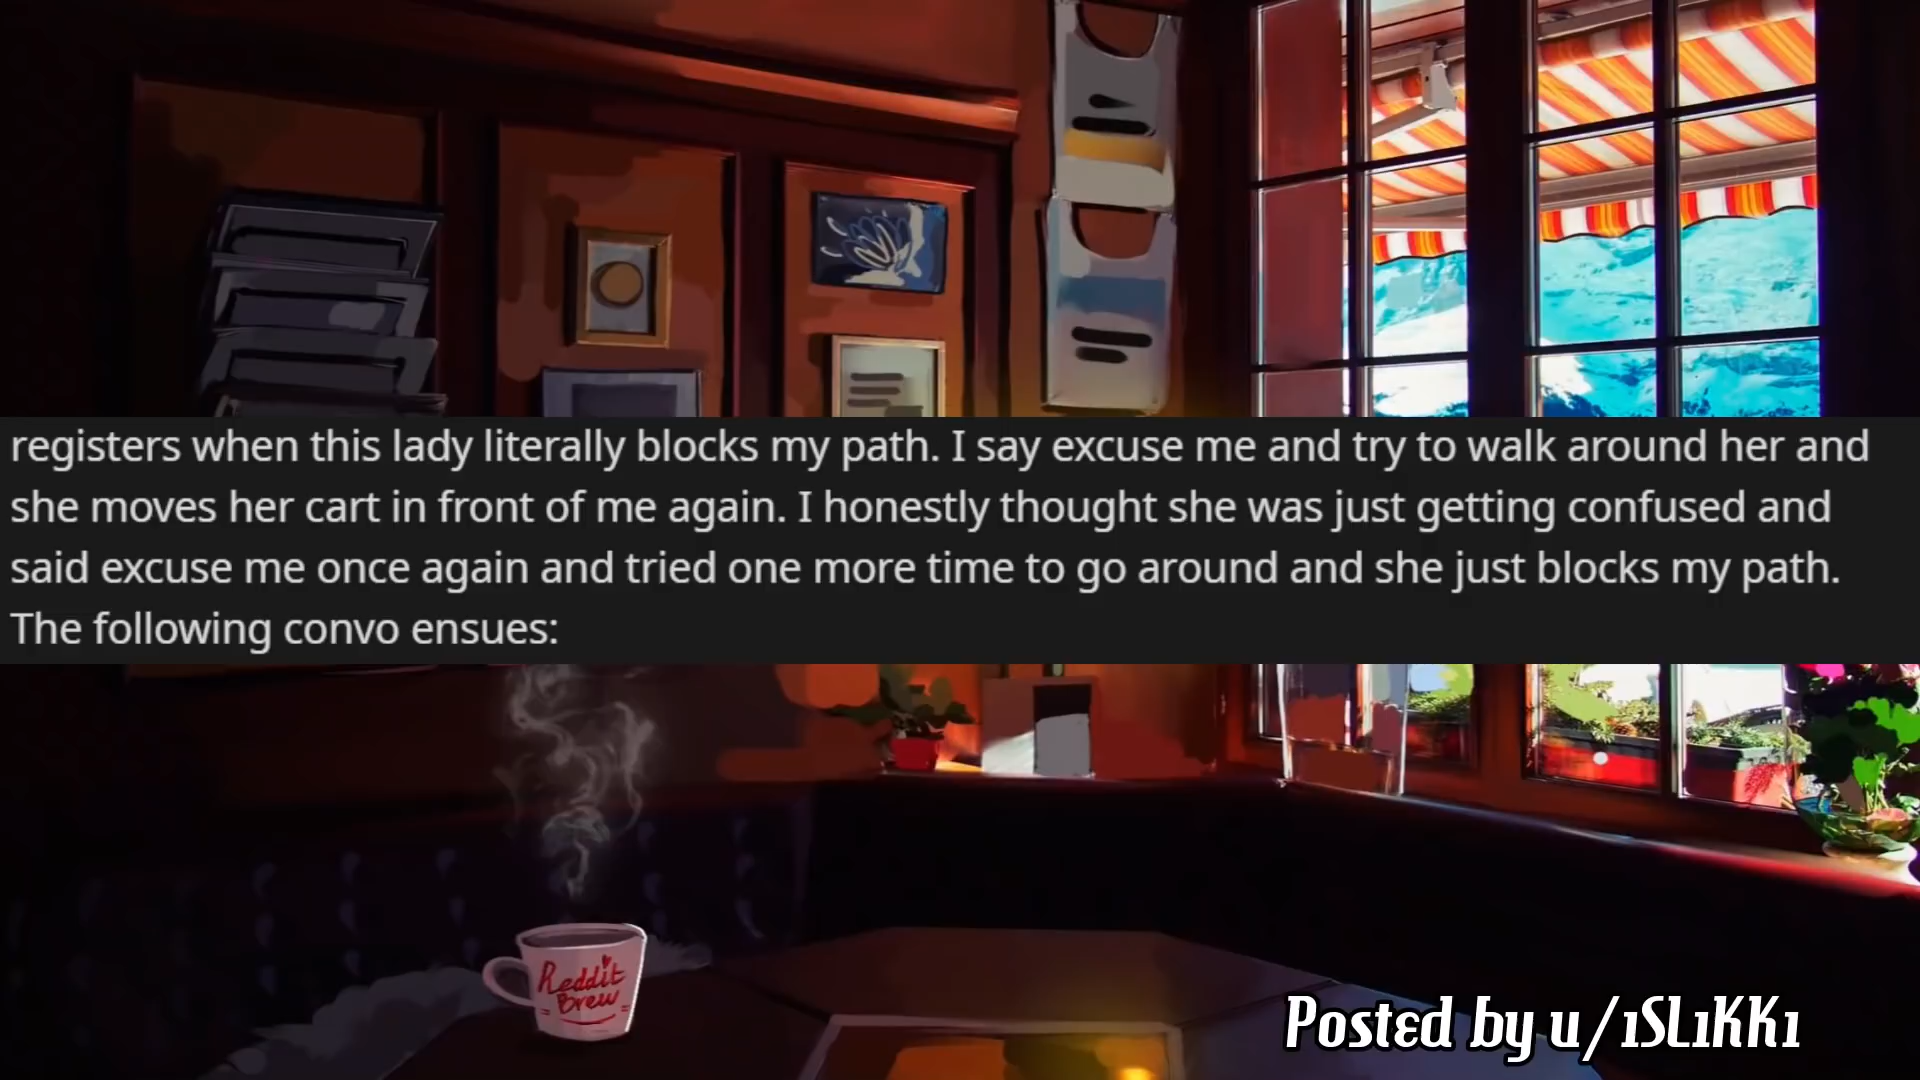 registers when this lady literally blocks my path. I say excuse me and try to walk around her and
she moves her cart in front of me again. I honestly thought she was just getting confused and
said excuse me once again and tried one more time to go around and she just blocks my path.
The following convo ensues:
Reddit
Brew
Posted by u/1SL1KK1